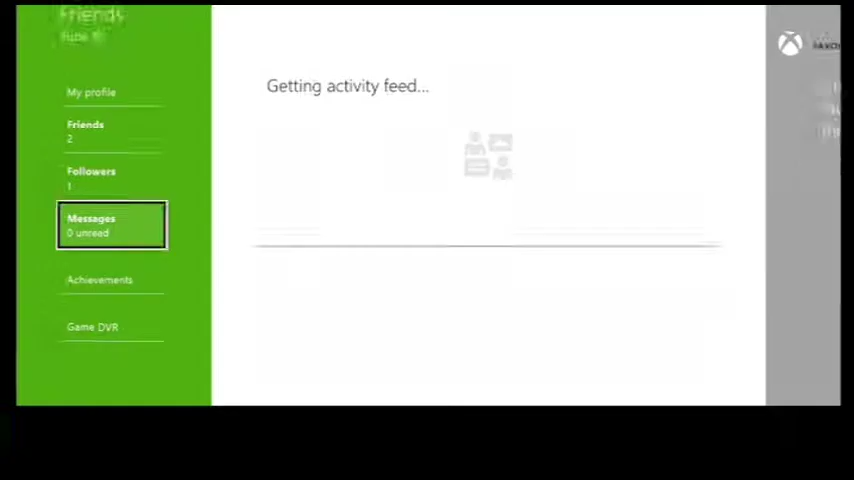 Friends
My profile
Friends
2
Followers
1
Messages
0 unread
Achievements
Game DVR
Getting activity feed...